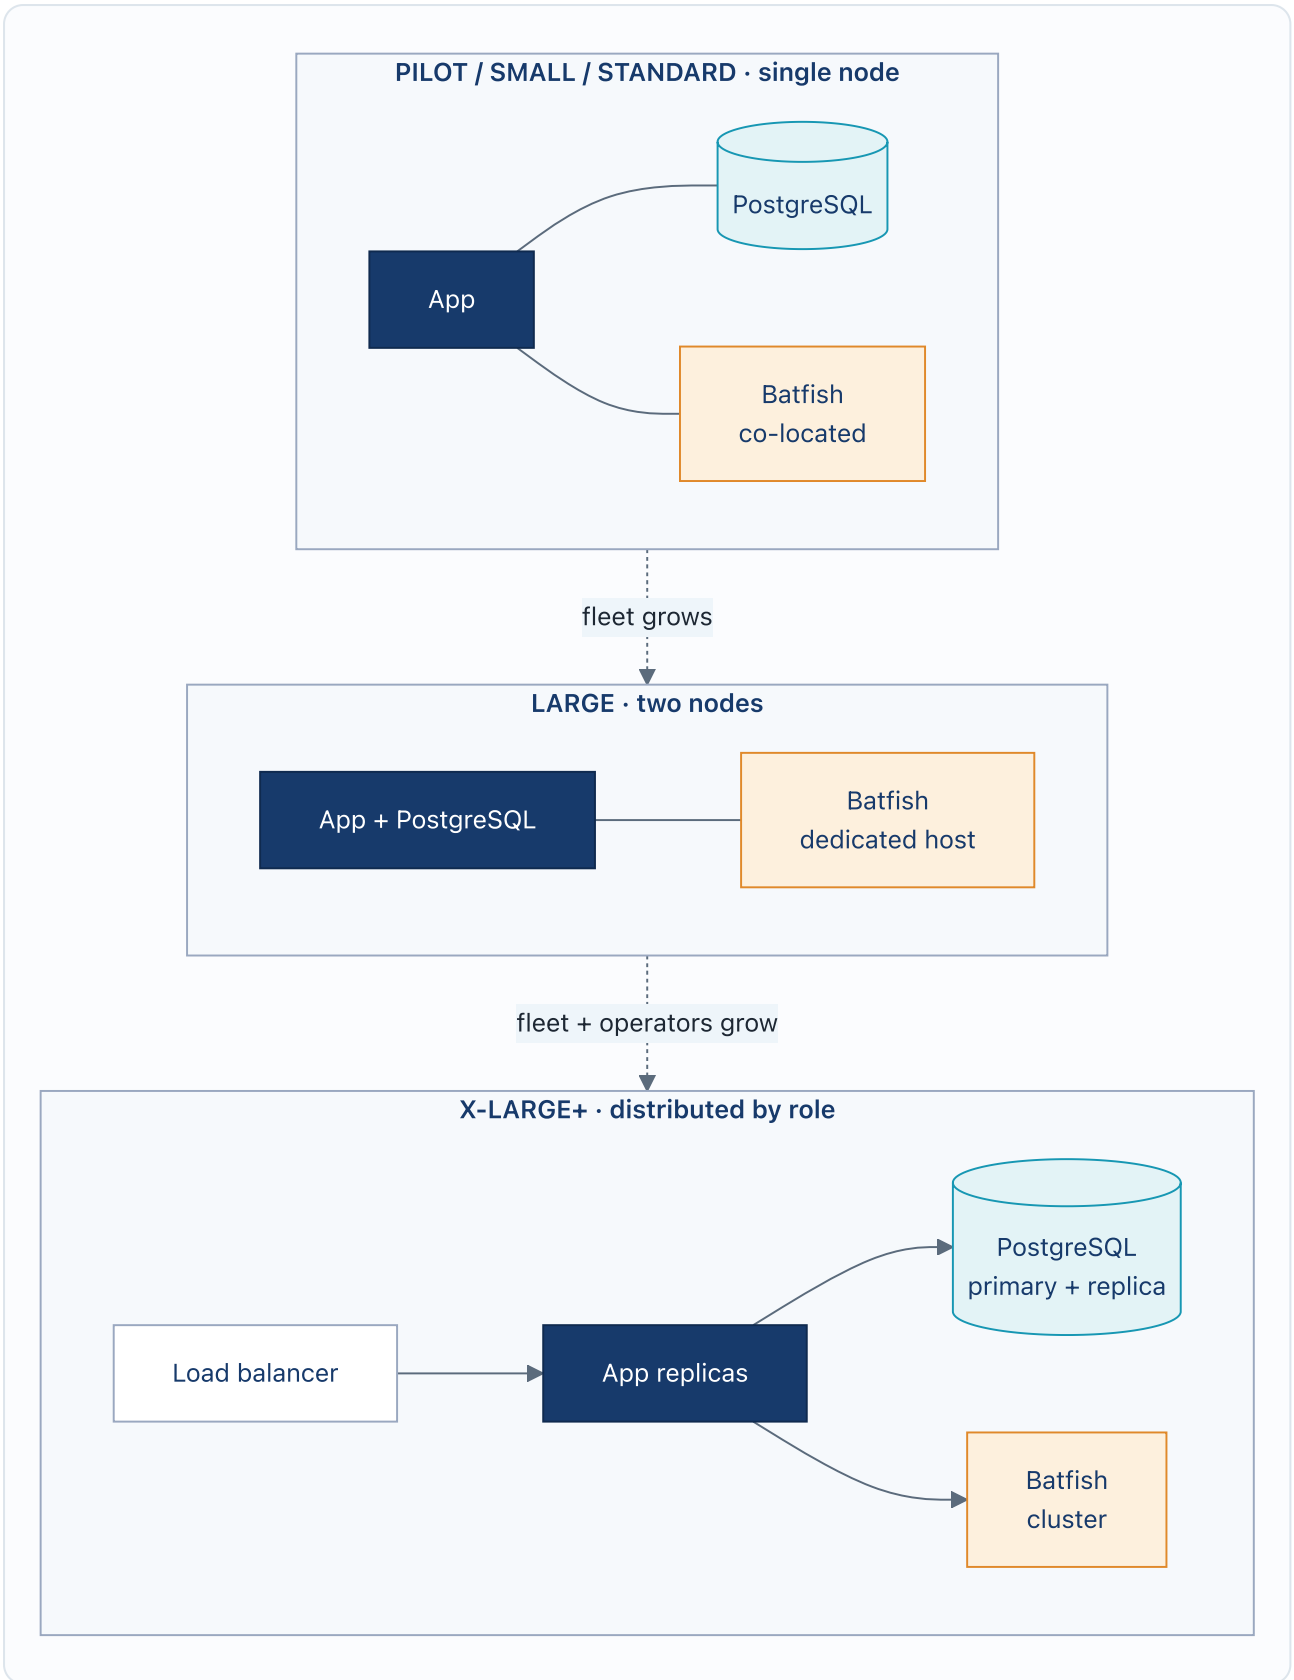 PILOT / SMALL / STANDARD · single node
PostgreSQL
App
Batfish
co-located
fleet grows
LARGE · two nodes
App + PostgreSQL
Batfish
dedicated host
fleet + operators grow
X-LARGE+ · distributed by role
PostgreSQL
primary + replica
Load balancer
App replicas
Batfish
cluster